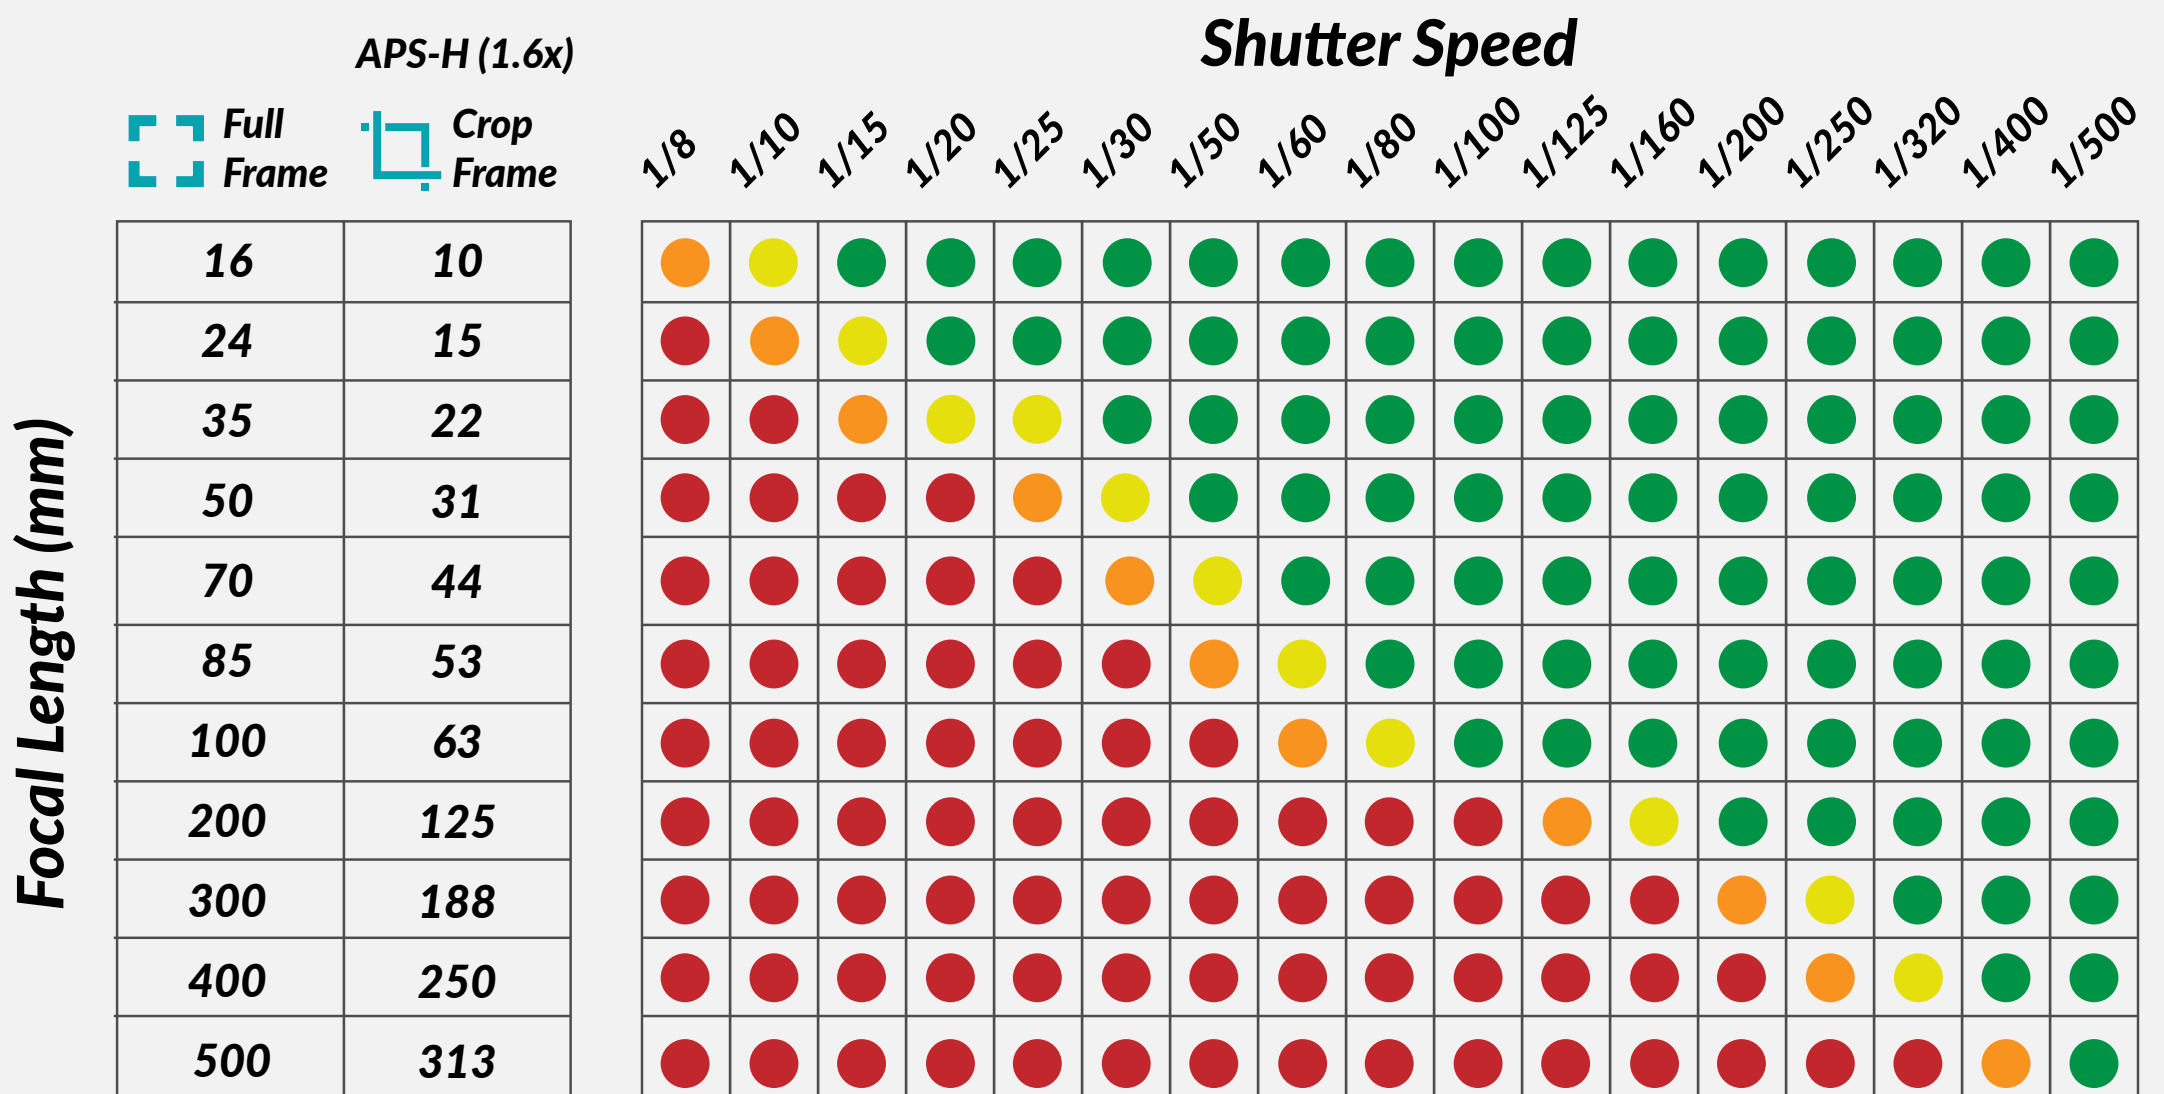 Shutter Speed
APS-H (1.6x)
Full Frame
Crop Frame
1/8 1/10 1/15 1/20 1/25 1/30 1/50 1/60 1/80 1/100 1/125 1/160 1/200 1/250 1/320 1/400 1/500
Focal Length (mm)
16 10
24 15
35 22
50 31
70 44
85 53
100 63
200 125
300 188
400 250
500 313